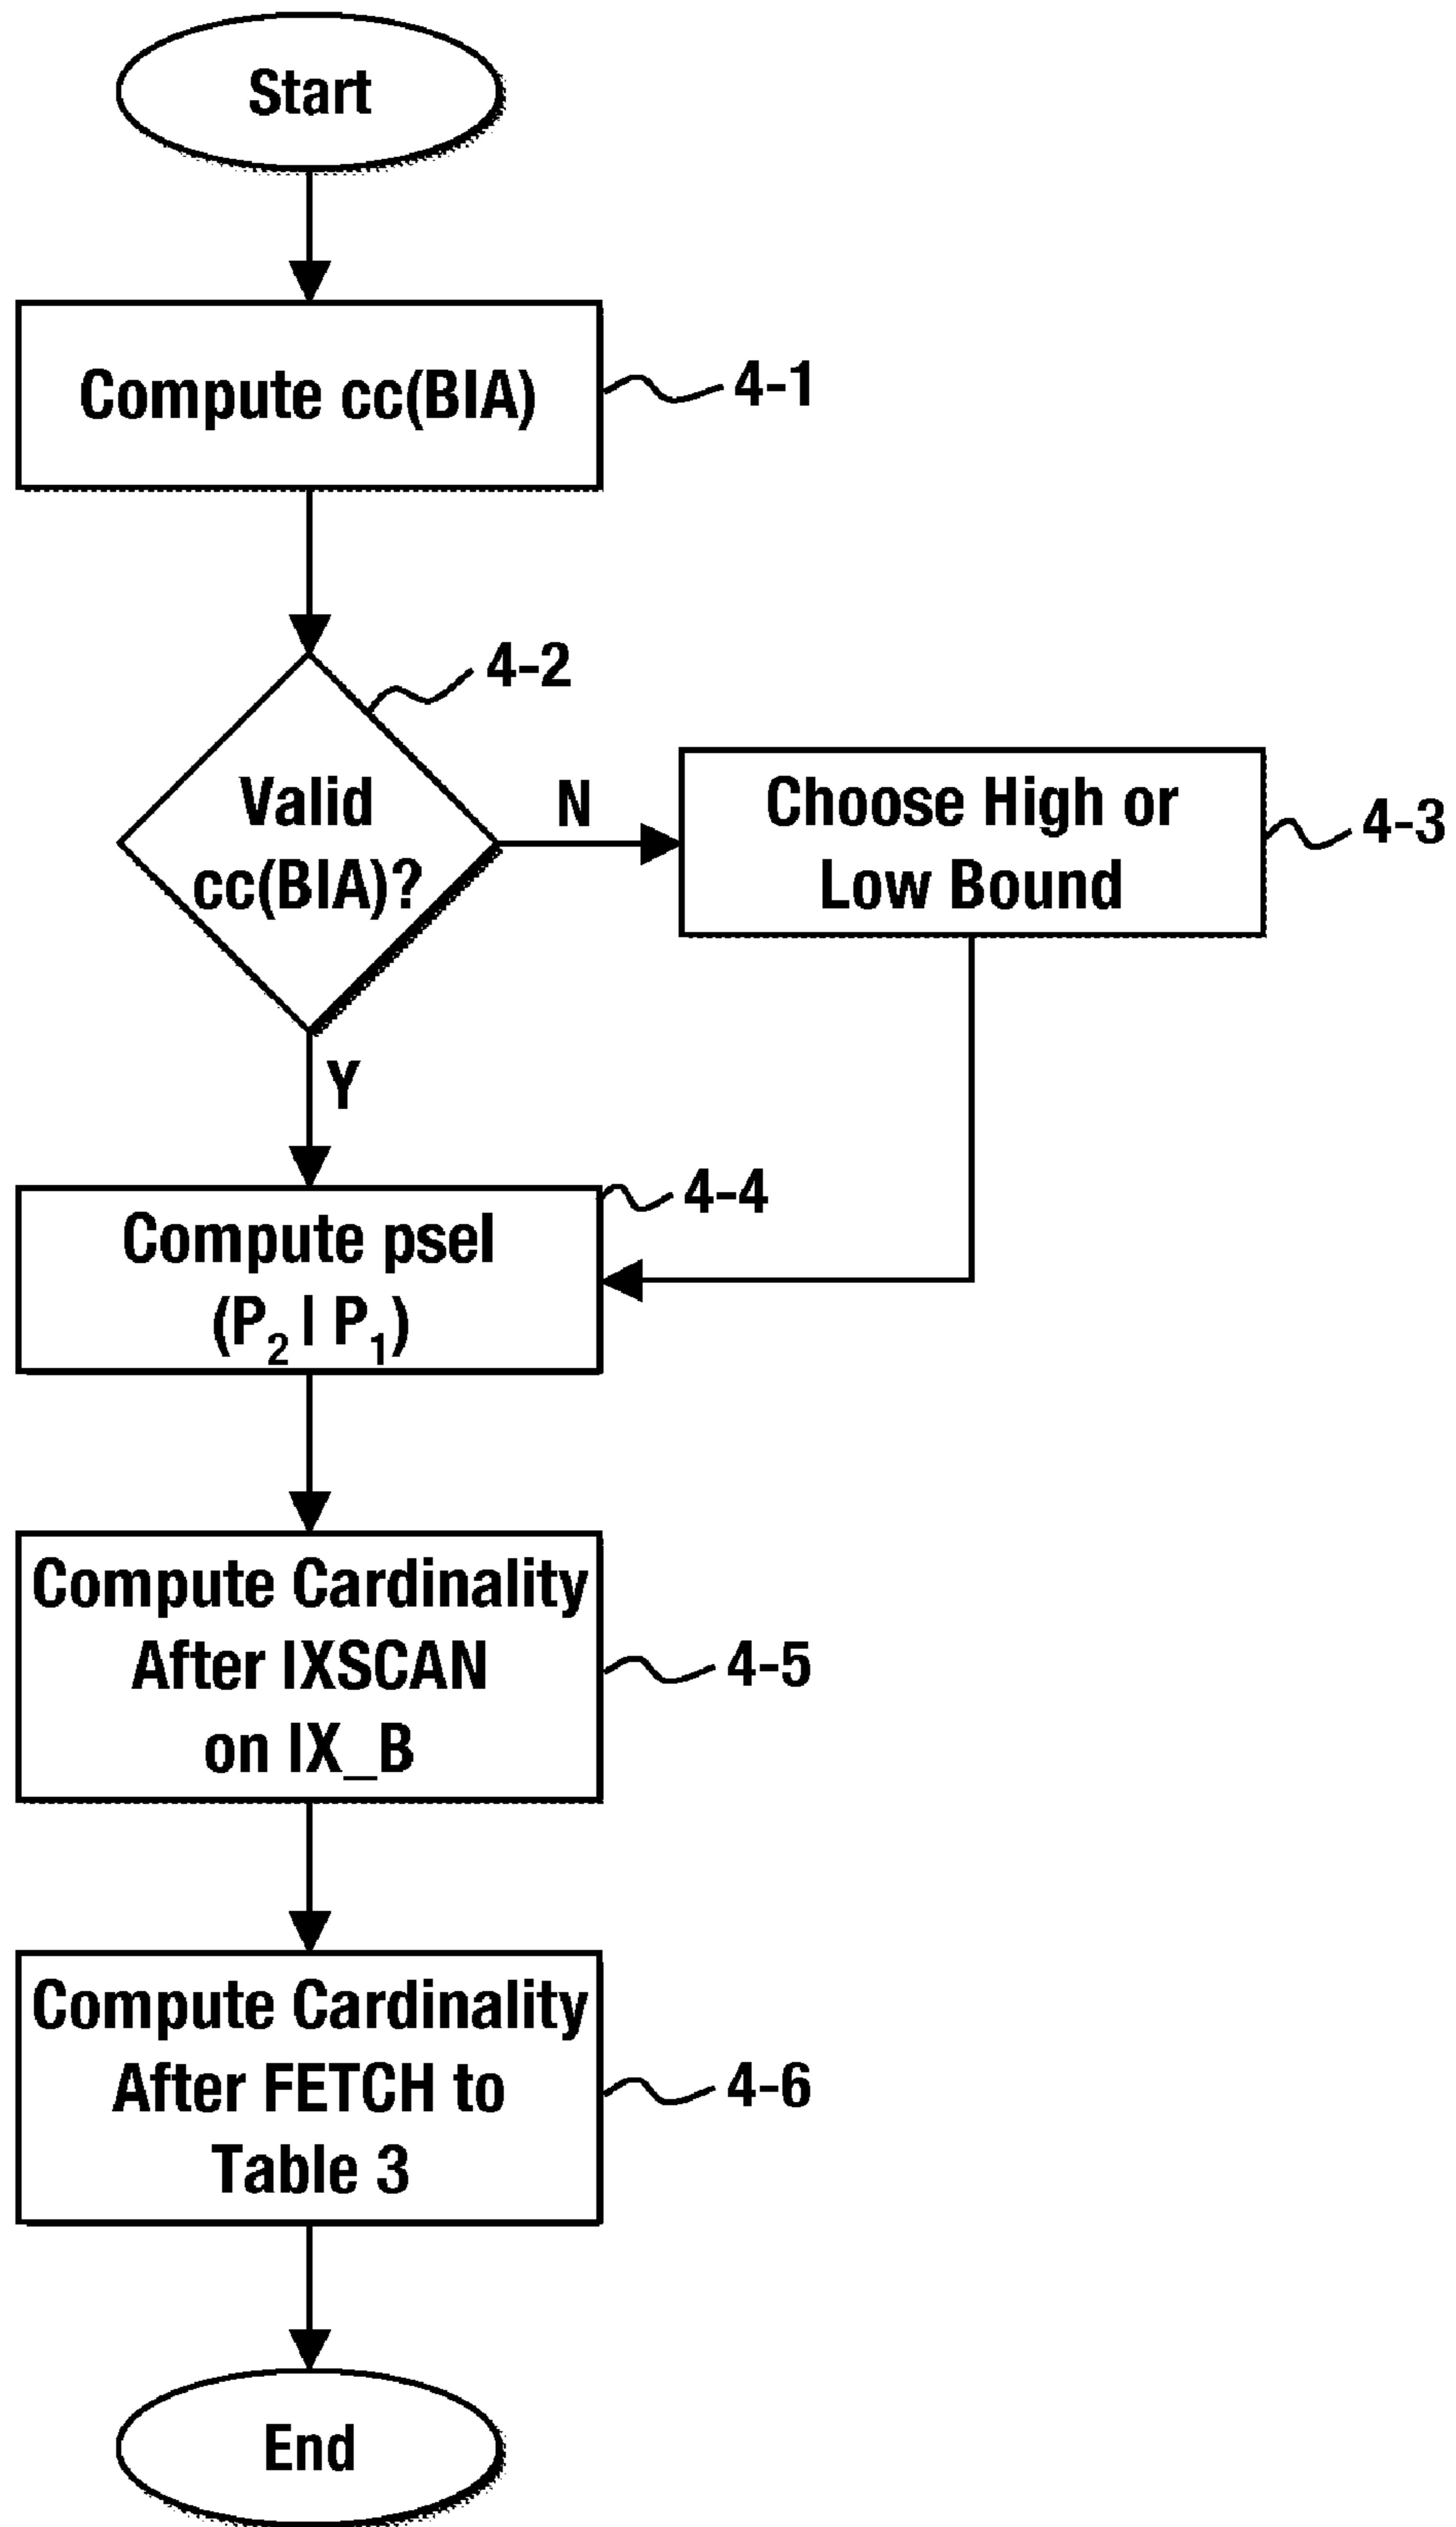 Start
Compute cc(BIA)
4-1
4-2
Valid
cc(BIA)?
N
Choose High or
Low Bound
4-3
Y
4-4
Compute psel
(P2 | P1)
Compute Cardinality
After IXSCAN
on IX_B
4-5
Compute Cardinality
After FETCH to
Table 3
4-6
End